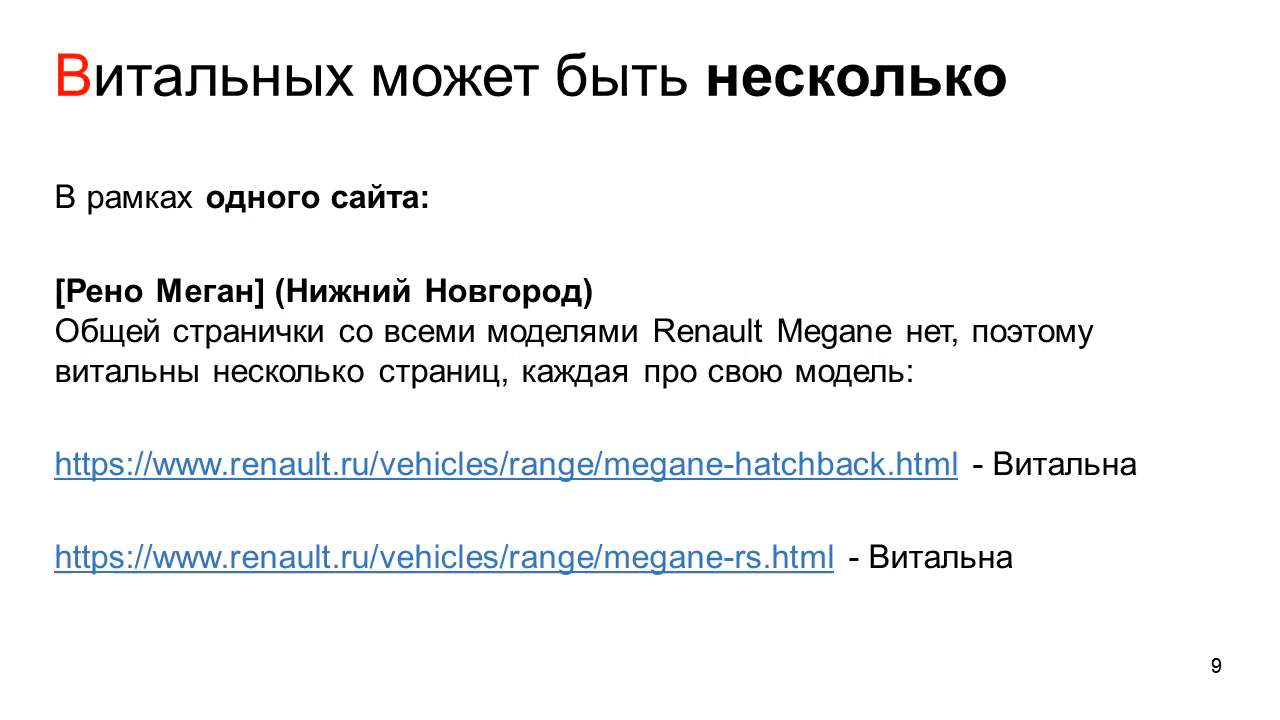 Витальных может быть несколько
В рамках одного сайта:
[Рено Меган] (Нижний Новгород)
Общей странички со всеми моделями Renault Megane нет, поэтому
витальны несколько страниц, каждая про свою модель:
https://www.renault.ru/vehicles/range/megane-hatchback.html - Витальна
https://www.renault.ru/vehicles/range/megane-rs.html - Витальна
9